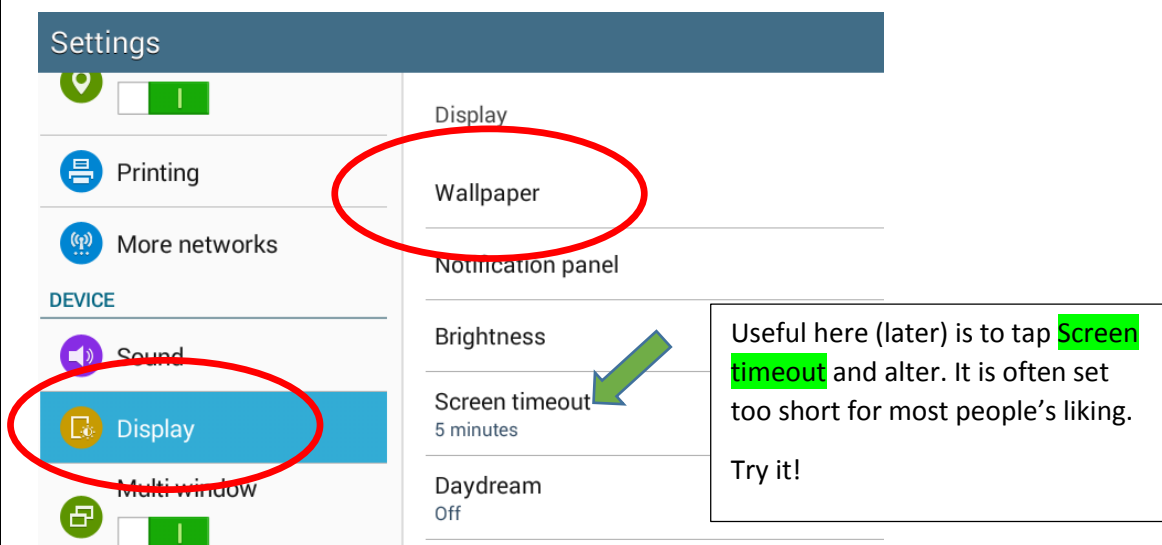 Settings
Printing
More networks
DEVICE
Sound
Display
Multi window
Display
Wallpaper
Notification panel
Brightness
Screen timeout
5 minutes
Daydream
Off
Useful here (later) is to tap Screen
timeout and alter. It is often set
too short for most people’s liking.
Try it!